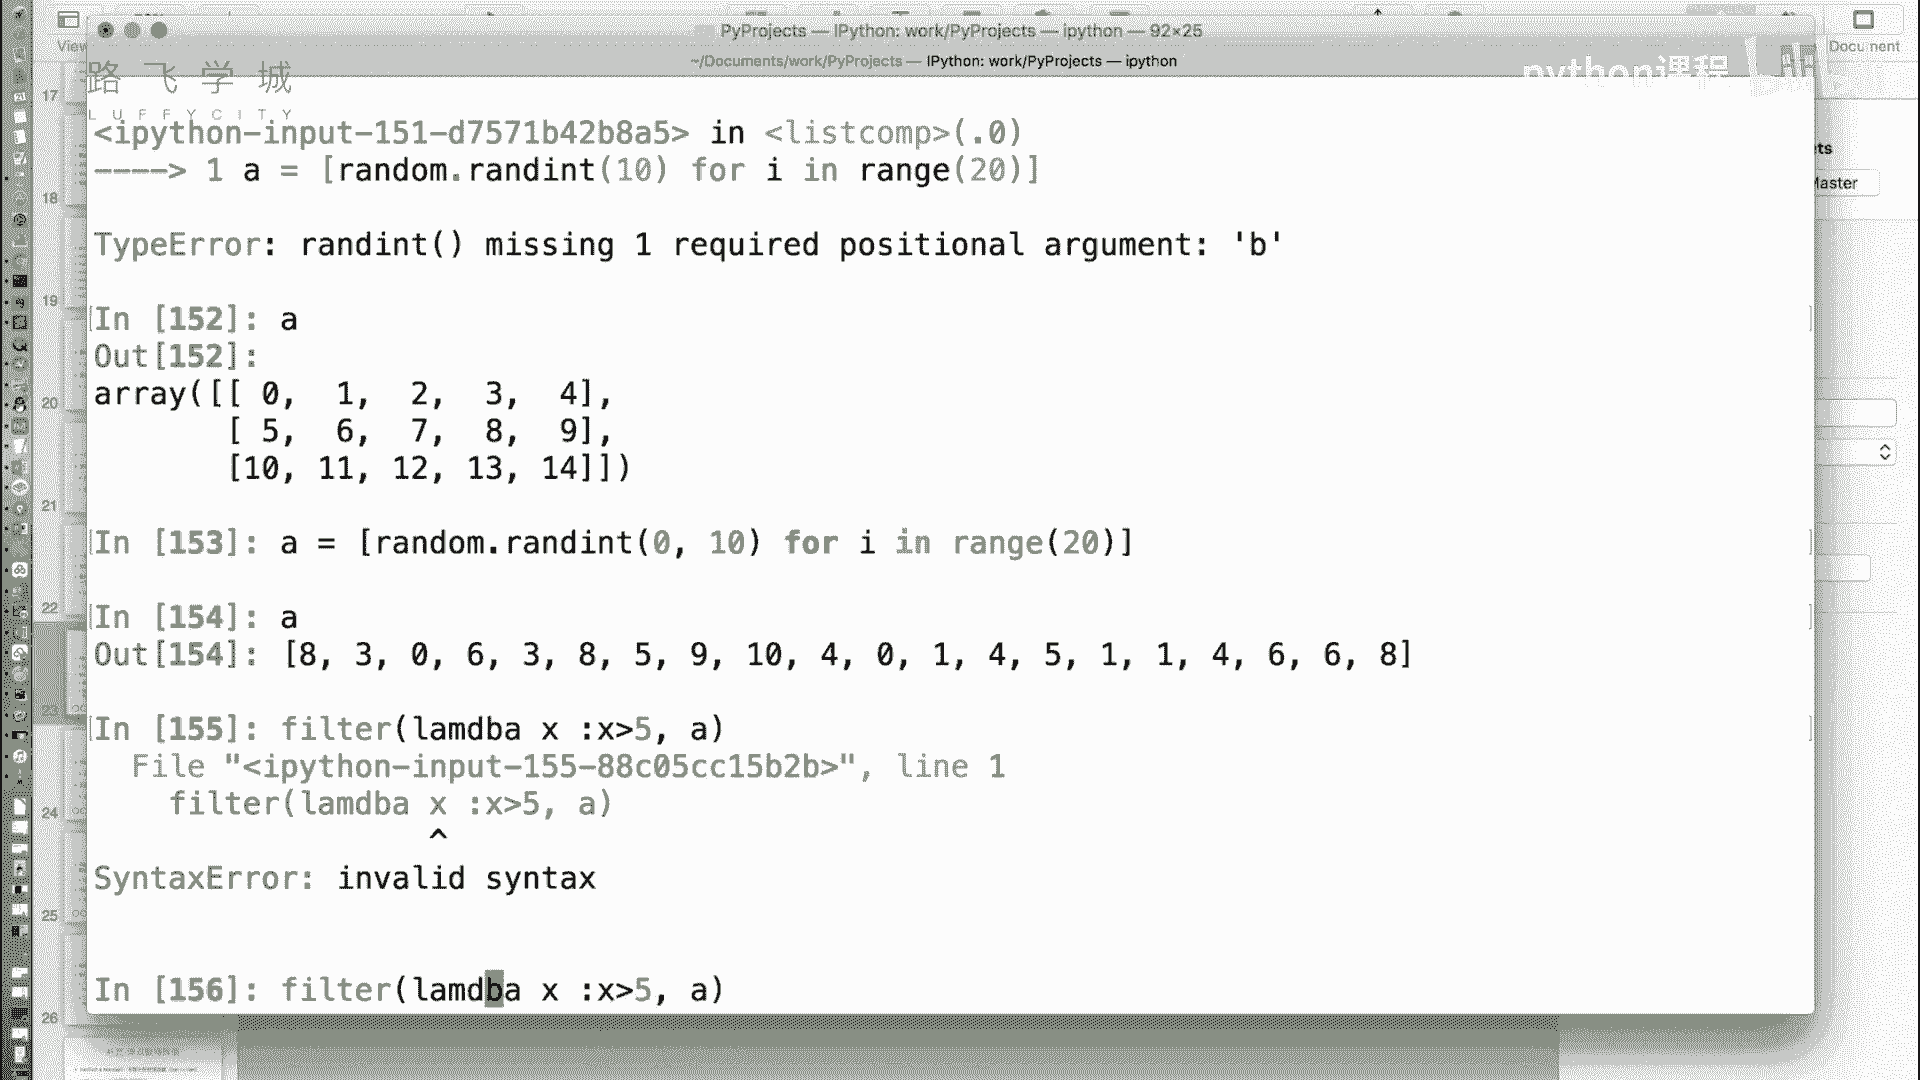 PyProjects — IPython: work/PyProjects — ipython — 92×25
View
Document
~/Documents/work/PyProjects — IPython: work/PyProjects — ipython
路飞学城
python课程
LUFFYCITY
17
<ipython-input-151-d7571b42b8a5> in <listcomp>(.0)
----> 1 a = [random.randint(10) for i in range(20)]
Master
18
TypeError: randint() missing 1 required positional argument: 'b'
19
In [152]: a
Out[152]:
array([[ 0, 1, 2, 3, 4],
20
[ 5, 6, 7, 8, 9],
[10, 11, 12, 13, 14]])
21
In [153]: a = [random.randint(0, 10) for i in range(20)]
22
In [154]: a
Out[154]: [8, 3, 0, 6, 3, 8, 5, 9, 10, 4, 0, 1, 4, 5, 1, 1, 4, 6, 6, 8]
23
In [155]: filter(lamdba x :x>5, a)
File "<ipython-input-155-88c05cc15b2b>", line 1
filter(lamdba x :x>5, a)
^
24
SyntaxError: invalid syntax
25
In [156]: filter(lamdba x :x>5, a)
26